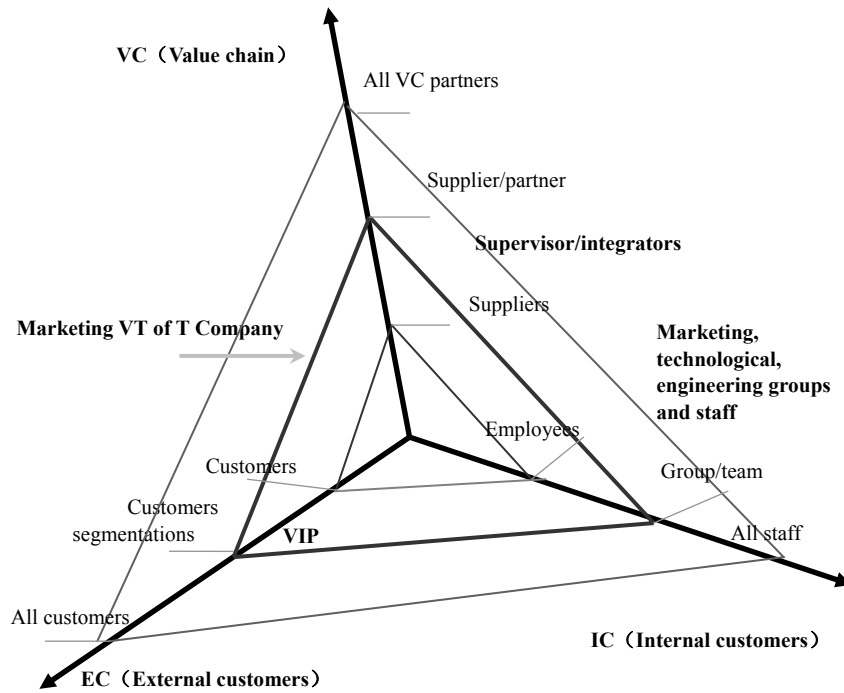 VC（Value chain）
All VC partners
Supplier/partner
Supervisor/integrators
Suppliers
Marketing VT of T Company
Marketing,
technological,
engineering groups
and staff
Employees
Customers
Group/team
Customers
segmentations
VIP
All staff
All customers
IC（Internal customers）
EC（External customers）